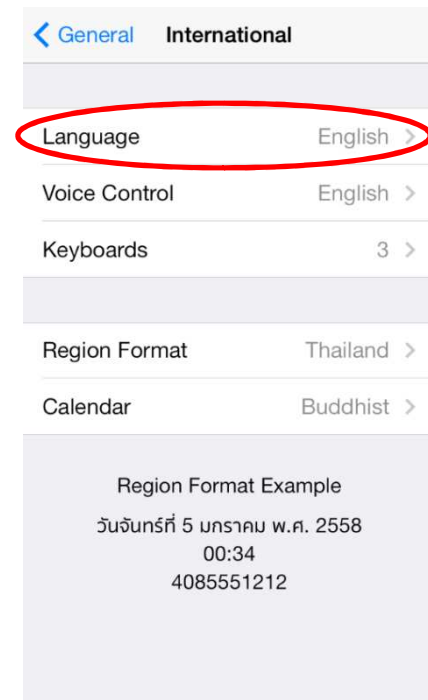 General International
Language English
Voice Control English
Keyboards 3
Region Format Thailand
Calendar Buddhist
Region Format Example
วันจันทร์ที่ 5 มกราคม พ.ศ. 2558
00:34
4085551212